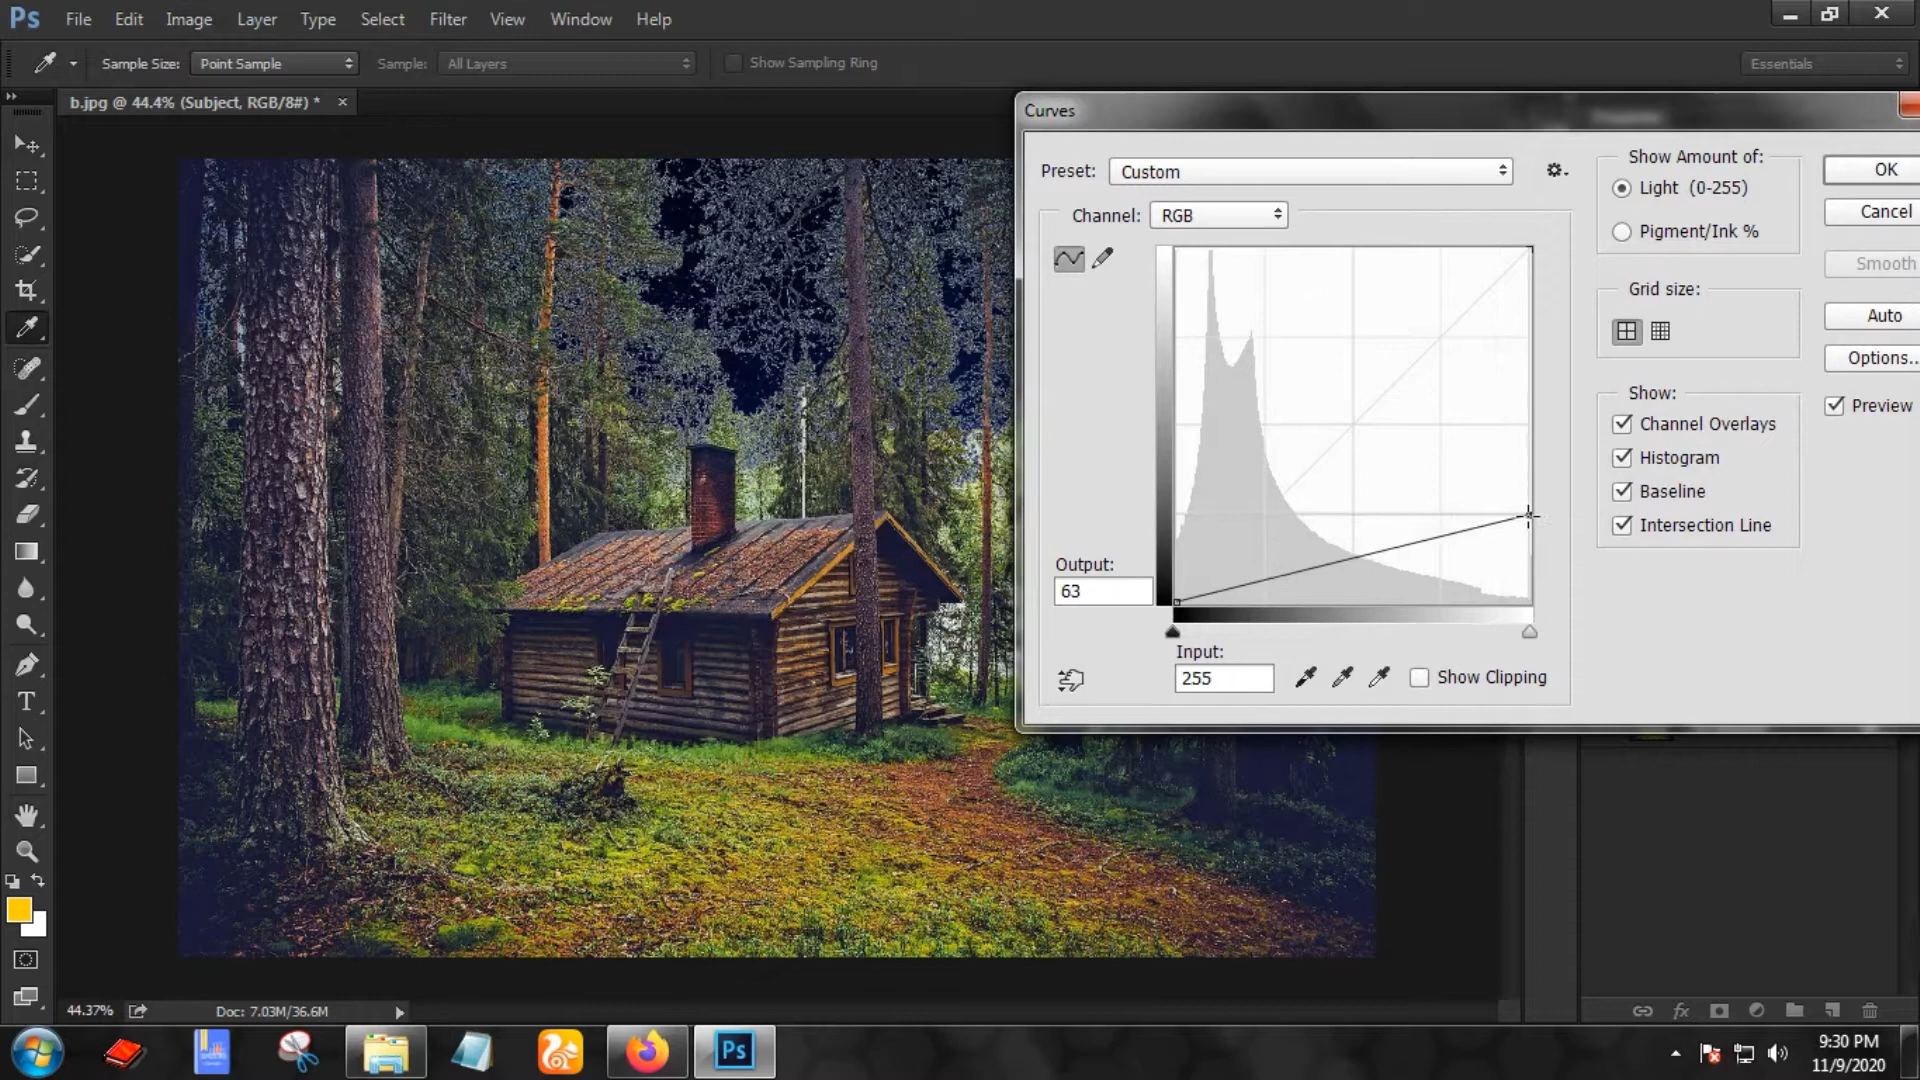 Ps File Edit Image Layer Type Select Filter View Window Help
Sample Size: Point Sample Sample: All Layers Show Sampling Ring Essentials
b.jpg @ 44.4% (Subject, RGB/8#) * ×
Curves
Preset: Custom
Channel: RGB
Output:
63
Input:
255
Show Clipping
Show Amount of:
Light (0-255)
Pigment/Ink %
Grid size:
Show:
Channel Overlays
Histogram
Baseline
Intersection Line
OK
Cancel
Smooth
Auto
Options..
Preview
T
fx
44.37% Doc: 7.03M/36.6M
Ps
9:30 PM
11/9/2020